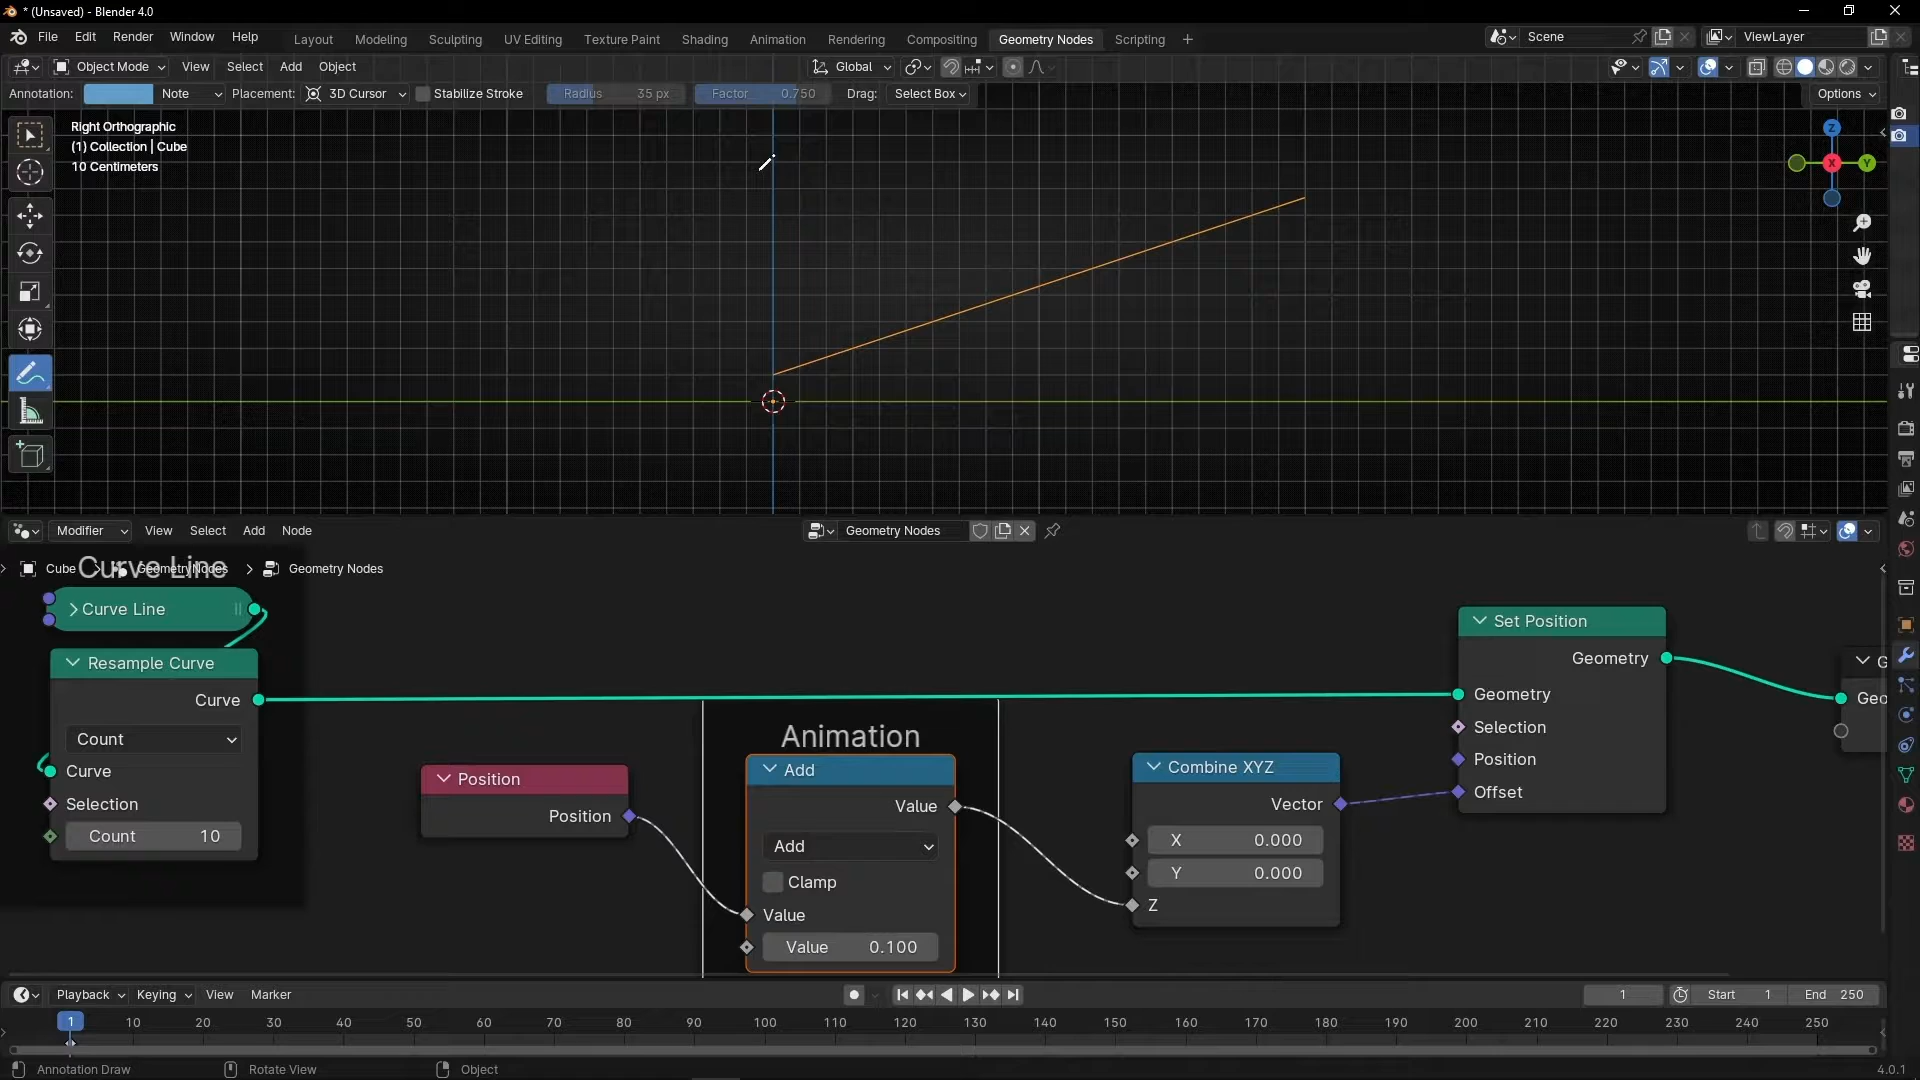 * (Unsaved) - Blender 4.0
File Edit Render Window Help
Layout Modeling Sculpting UV Editing Texture Paint Shading Animation Rendering Compositing Geometry Nodes Scripting +
Scene
ViewLayer
Object Mode View Select Add Object
Global
Annotation: Note Placement: 3D Cursor Stabilize Stroke Radius 35 px Factor 0.750 Drag: Select Box
Options
Right Orthographic
(1) Collection | Cube
10 Centimeters
Z
X
Y
Modifier View Select Add Node
Geometry Nodes
Curve Line
Cube GeometryNodes > Geometry Nodes
Curve Line
Resample Curve
Curve
Count
Curve
Selection
Count 10
Position
Position
Animation
Add
Value
Add
Clamp
Value
Value 0.100
Combine XYZ
Vector
X 0.000
Y 0.000
Z
Set Position
Geometry
Geometry
Selection
Position
Offset
G
Geo
Playback Keying View Marker
1 Start 1 End 250
1 10 20 30 40 50 60 70 80 90 100 110 120 130 140 150 160 170 180 190 200 210 220 230 240 250
Annotation Draw Rotate View Object
4.0.1